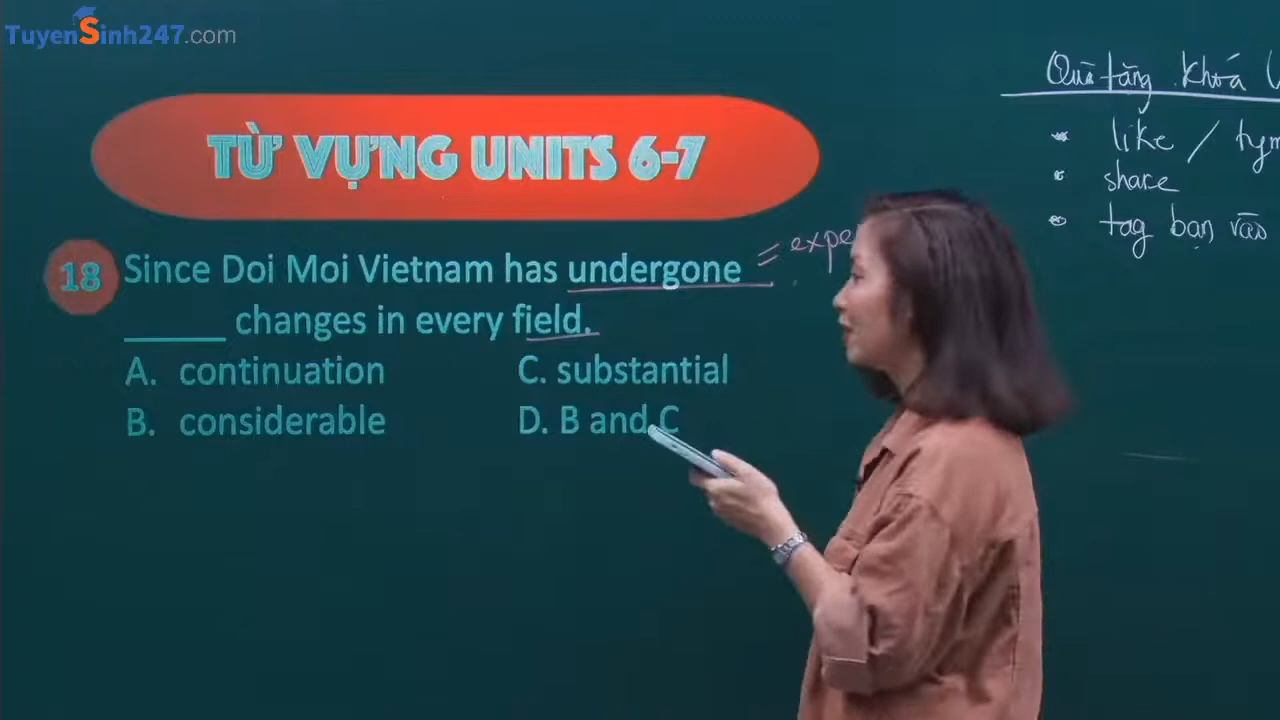 TuyenSinh247.com
Quà tặng khoá
* like / tym
* share
* tag bạn vào
TỪ VỰNG UNITS 6-7
= expe
18 Since Doi Moi Vietnam has undergone
______ changes in every field.
A. continuation C. substantial
B. considerable D. B and C